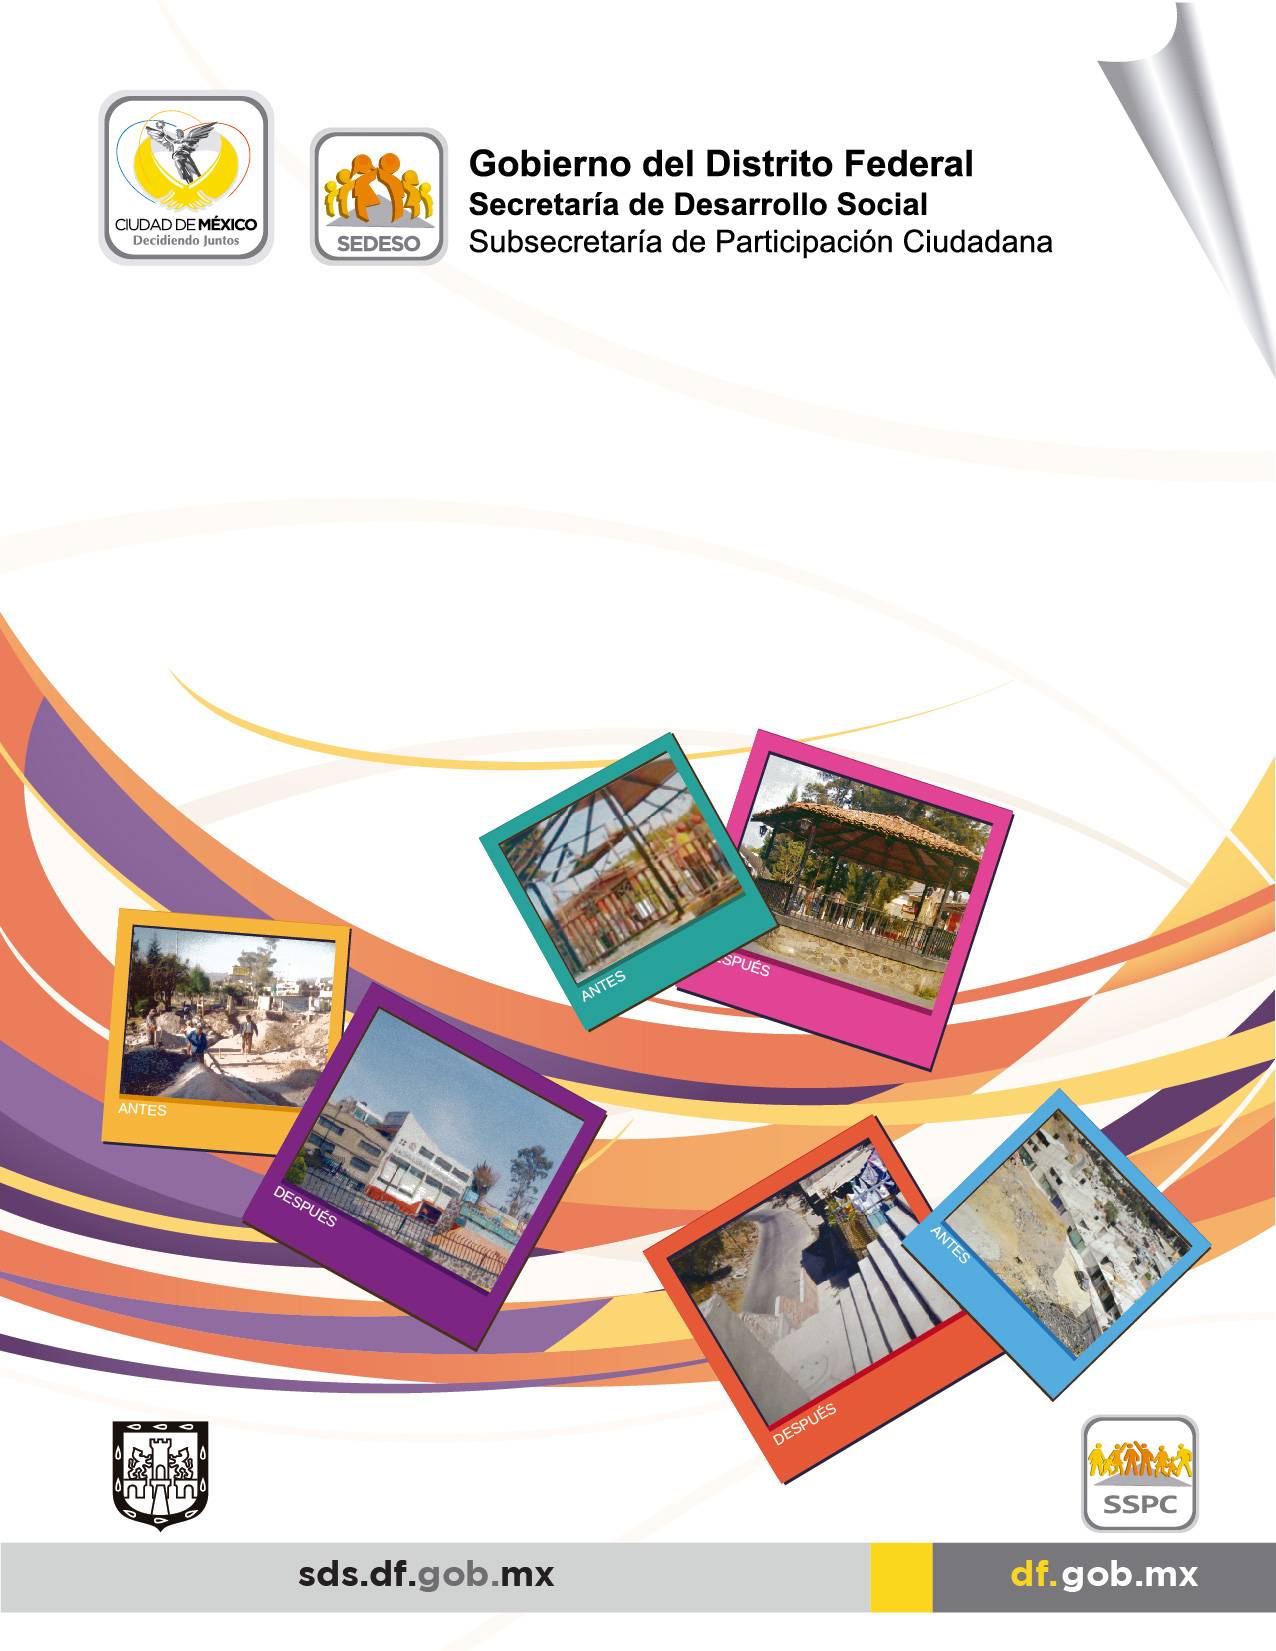 CIUDAD DE MÉXICO
Decidiendo Juntos
SEDESO
Gobierno del Distrito Federal
Secretaría de Desarrollo Social
Subsecretaría de Participación Ciudadana
ANTES
SPUÉS
ANTES
DESPUÉS
ANTES
DESPUÉS
SSPC
sds.df.gob.mx
df.gob.mx